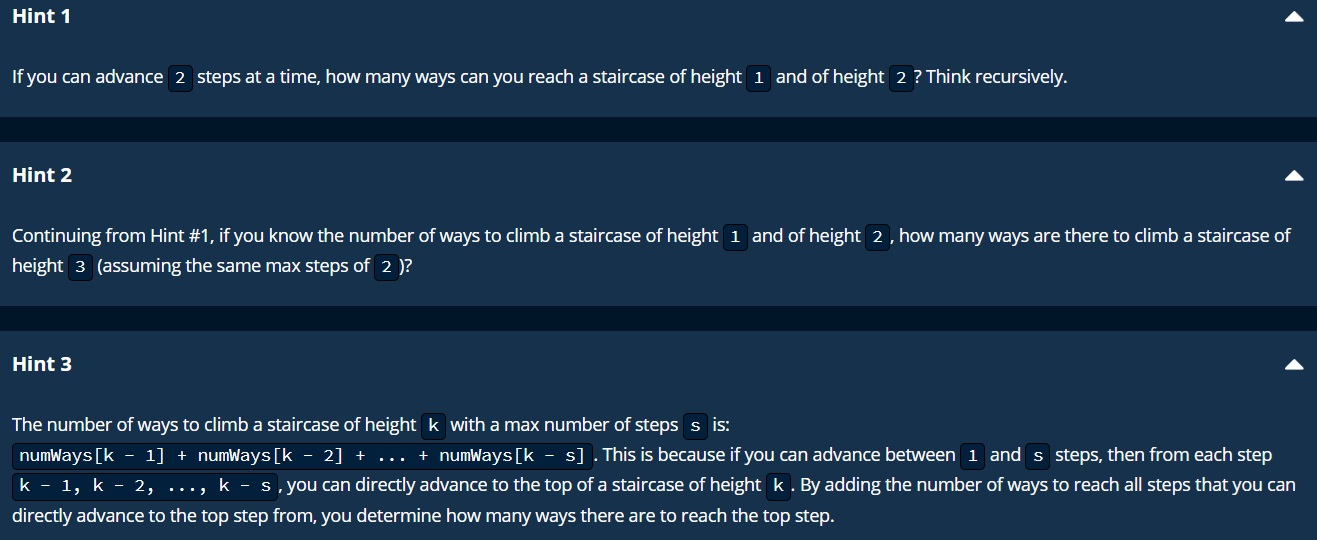 Hint 1
If you can advance 2 steps at a time, how many ways can you reach a staircase of height 1 and of height 2? Think recursively.
Hint 2
Continuing from Hint #1, if you know the number of ways to climb a staircase of height 1 and of height 2, how many ways are there to climb a staircase of
height 3 (assuming the same max steps of 2)?
Hint 3
The number of ways to climb a staircase of height k with a max number of steps s is:
numWays[k - 1] + numWays[k - 2] + ... + numWays[k - s]. This is because if you can advance between 1 and s steps, then from each step
k - 1, k - 2, ..., k - s, you can directly advance to the top of a staircase of height k. By adding the number of ways to reach all steps that you can
directly advance to the top step from, you determine how many ways there are to reach the top step.